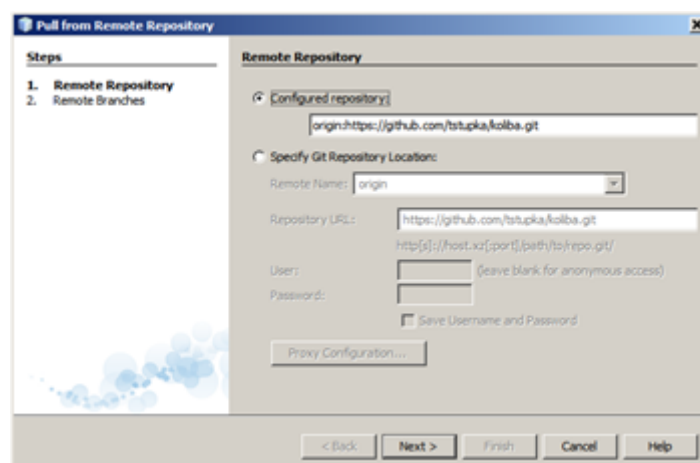 Pull from Remote Repository
Steps
1. Remote Repository
2. Remote Branches
Remote Repository
Configured repository:
origin:https://github.com/tstupka/koliba.git
Specify Git Repository Location:
Remote Name: origin
Repository URL: https://github.com/tstupka/koliba.git
http[s]://host.xz[:port]/path/to/repo.git/
User: (leave blank for anonymous access)
Password:
Save Username and Password
Proxy Configuration...
< Back Next > Finish Cancel Help